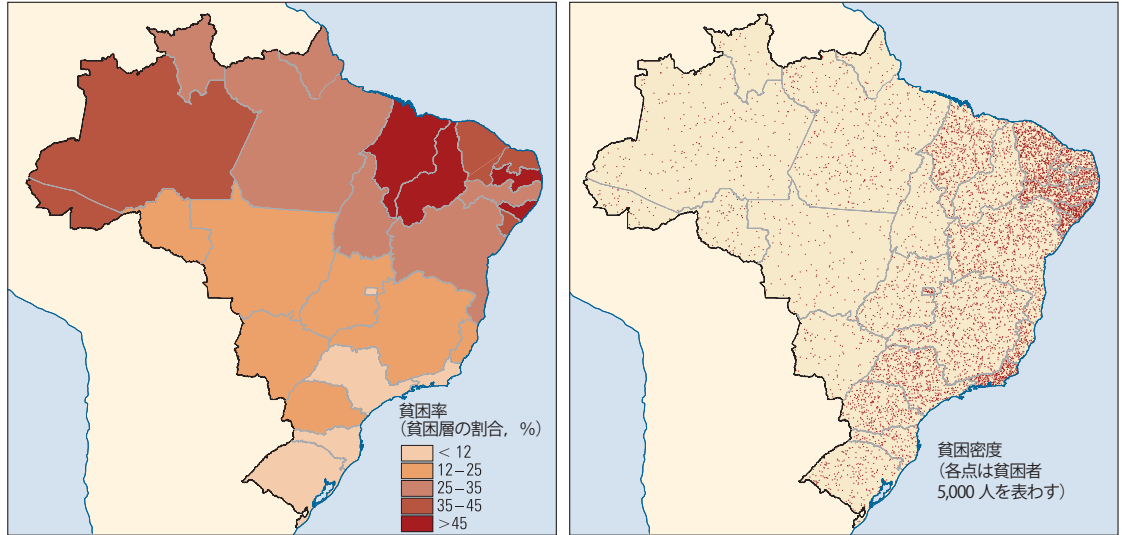 貧困率
（貧困層の割合，%）
< 12
12–25
25–35
35–45
>45
貧困密度
（各点は貧困者
5,000 人を表わす）